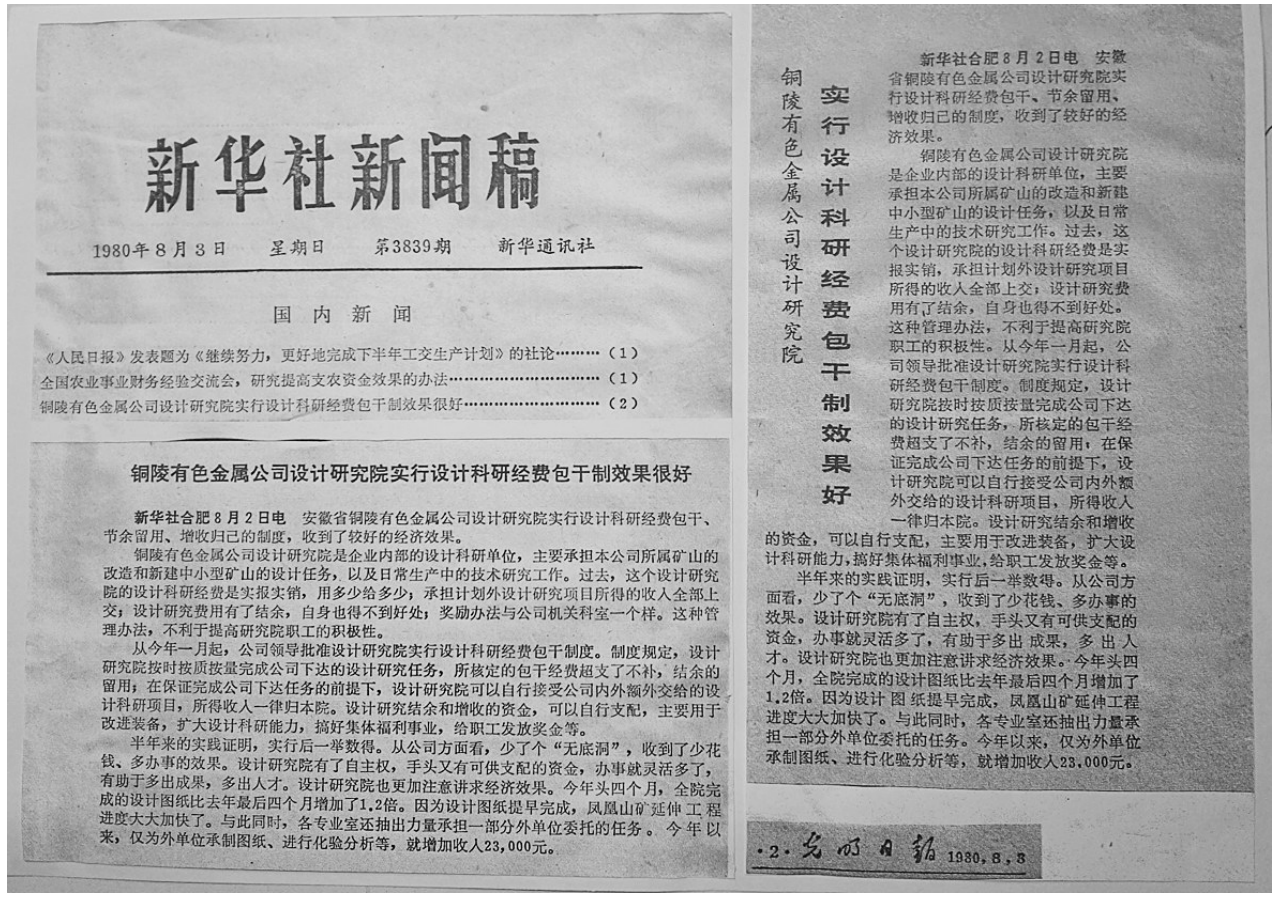 新华社新闻稿
1980年8月3日 星期日 第3839期 新华通讯社
国内新闻
《人民日报》发表题为《继续努力，更好地完成下半年工交生产计划》的社论………（1）
全国农业事业财务经验交流会，研究提高支农资金效果的办法…………………………（1）
铜陵有色金属公司设计研究院实行设计科研经费包干制效果很好………………………（2）
铜陵有色金属公司设计研究院实行设计科研经费包干制效果很好
新华社合肥8月2日电 安徽省铜陵有色金属公司设计研究院实行设计科研经费包干、
节余留用、增收归己的制度，收到了较好的经济效果。
铜陵有色金属公司设计研究院是企业内部的设计科研单位，主要承担本公司所属矿山的
改造和新建中小型矿山的设计任务，以及日常生产中的技术研究工作。过去，这个设计研究
院的设计科研经费是实报实销，用多少给多少；承担计划外设计研究项目所得的收入全部上
交；设计研究费用有了结余，自身也得不到好处；奖励办法与公司机关科室一个样。这种管
理办法，不利于提高研究院职工的积极性。
从今年一月起，公司领导批准设计研究院实行设计科研经费包干制度。制度规定，设计
研究院按时按质按量完成公司下达的设计研究任务，所核定的包干经费超支了不补，结余的
留用；在保证完成公司下达任务的前提下，设计研究院可以自行接受公司内外额外交给的设
计科研项目，所得收入一律归本院。设计研究结余和增收的资金，可以自行支配，主要用于
改进装备，扩大设计科研能力，搞好集体福利事业，给职工发放奖金等。
半年来的实践证明，实行后一举数得。从公司方面看，少了个“无底洞”，收到了少花
钱、多办事的效果。设计研究院有了自主权，手头又有可供支配的资金，办事就灵活多了，
有助于多出成果，多出人才。设计研究院也更加注意讲求经济效果。今年头四个月，全院完
成的设计图纸比去年最后四个月增加了1.2倍。因为设计图纸提早完成，凤凰山矿延伸工程
进度大大加快了。与此同时，各专业室还抽出力量承担一部分外单位委托的任务。今年以
来，仅为外单位承制图纸、进行化验分析等，就增加收入23,000元。
铜陵有色金属公司设计研究院
实行设计科研经费包干制效果好
新华社合肥8月2日电 安徽
省铜陵有色金属公司设计研究院实
行设计科研经费包干、节余留用、
增收归己的制度，收到了较好的经
济效果。
铜陵有色金属公司设计研究院
是企业内部的设计科研单位，主要
承担本公司所属矿山的改造和新建
中小型矿山的设计任务，以及日常
生产中的技术研究工作。过去，这
个设计研究院的设计科研经费是实
报实销，承担计划外设计研究项目
所得的收入全部上交；设计研究费
用有了结余，自身也得不到好处。
这种管理办法，不利于提高研究院
职工的积极性。从今年一月起，公
司领导批准设计研究院实行设计科
研经费包干制度。制度规定，设计
研究院按时按质按量完成公司下达
的设计研究任务，所核定的包干经
费超支了不补，结余的留用；在保
证完成公司下达任务的前提下，设
计研究院可以自行接受公司内外额
外交给的设计科研项目，所得收入
一律归本院。设计研究结余和增收
的资金，可以自行支配，主要用于改进装备，扩大设
计科研能力，搞好集体福利事业，给职工发放奖金等。
半年来的实践证明，实行后一举数得。从公司方
面看，少了个“无底洞”，收到了少花钱、多办事的
效果。设计研究院有了自主权，手头又有可供支配的
资金，办事就灵活多了，有助于多出成果，多出人
才。设计研究院也更加注意讲求经济效果。今年头四
个月，全院完成的设计图纸比去年最后四个月增加了
1.2倍。因为设计图纸提早完成，凤凰山矿延伸工程
进度大大加快了。与此同时，各专业室还抽出力量承
担一部分外单位委托的任务。今年以来，仅为外单位
承制图纸、进行化验分析等，就增加收入23,000元。
·2·光明日报 1980.8.3